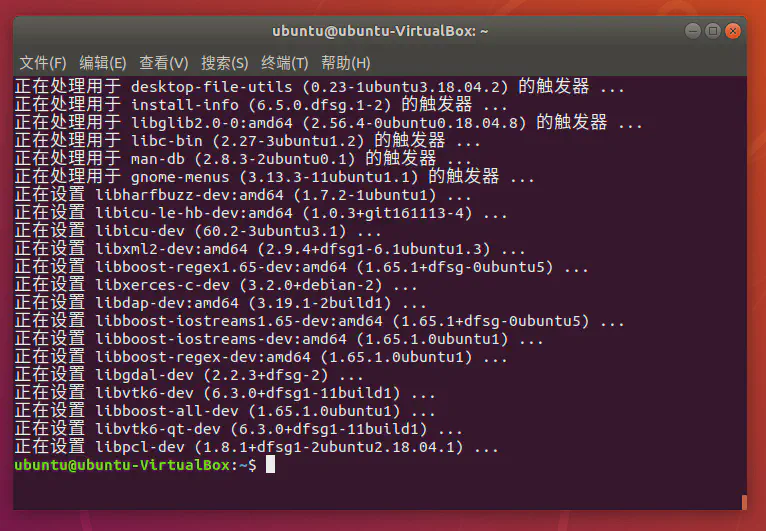 ubuntu@ubuntu-VirtualBox: ~
文件(F) 编辑(E) 查看(V) 搜索(S) 终端(T) 帮助(H)
正在处理用于 desktop-file-utils (0.23-1ubuntu3.18.04.2) 的触发器 ...
正在处理用于 install-info (6.5.0.dfsg.1-2) 的触发器 ...
正在处理用于 libglib2.0-0:amd64 (2.56.4-0ubuntu0.18.04.8) 的触发器 ...
正在处理用于 libc-bin (2.27-3ubuntu1.2) 的触发器 ...
正在处理用于 man-db (2.8.3-2ubuntu0.1) 的触发器 ...
正在处理用于 gnome-menus (3.13.3-11ubuntu1.1) 的触发器 ...
正在设置 libharfbuzz-dev:amd64 (1.7.2-1ubuntu1) ...
正在设置 libicu-le-hb-dev:amd64 (1.0.3+git161113-4) ...
正在设置 libicu-dev (60.2-3ubuntu3.1) ...
正在设置 libxml2-dev:amd64 (2.9.4+dfsg1-6.1ubuntu1.3) ...
正在设置 libboost-regex1.65-dev:amd64 (1.65.1+dfsg-0ubuntu5) ...
正在设置 libxerces-c-dev (3.2.0+debian-2) ...
正在设置 libdap-dev:amd64 (3.19.1-2build1) ...
正在设置 libboost-iostreams1.65-dev:amd64 (1.65.1+dfsg-0ubuntu5) ...
正在设置 libboost-iostreams-dev:amd64 (1.65.1.0ubuntu1) ...
正在设置 libboost-regex-dev:amd64 (1.65.1.0ubuntu1) ...
正在设置 libgdal-dev (2.2.3+dfsg-2) ...
正在设置 libvtk6-dev (6.3.0+dfsg1-11build1) ...
正在设置 libboost-all-dev (1.65.1.0ubuntu1) ...
正在设置 libvtk6-qt-dev (6.3.0+dfsg1-11build1) ...
正在设置 libpcl-dev (1.8.1+dfsg1-2ubuntu2.18.04.1) ...
ubuntu@ubuntu-VirtualBox:~$